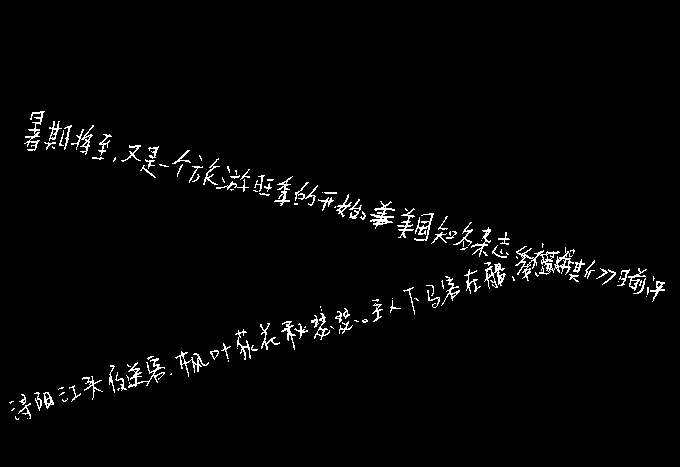 暑期将至,又是一个旅游旺季的开始。美国知名杂志》日前评
浔阳江头夜送客.枫叶荻花秋瑟瑟。主人下马客在船,